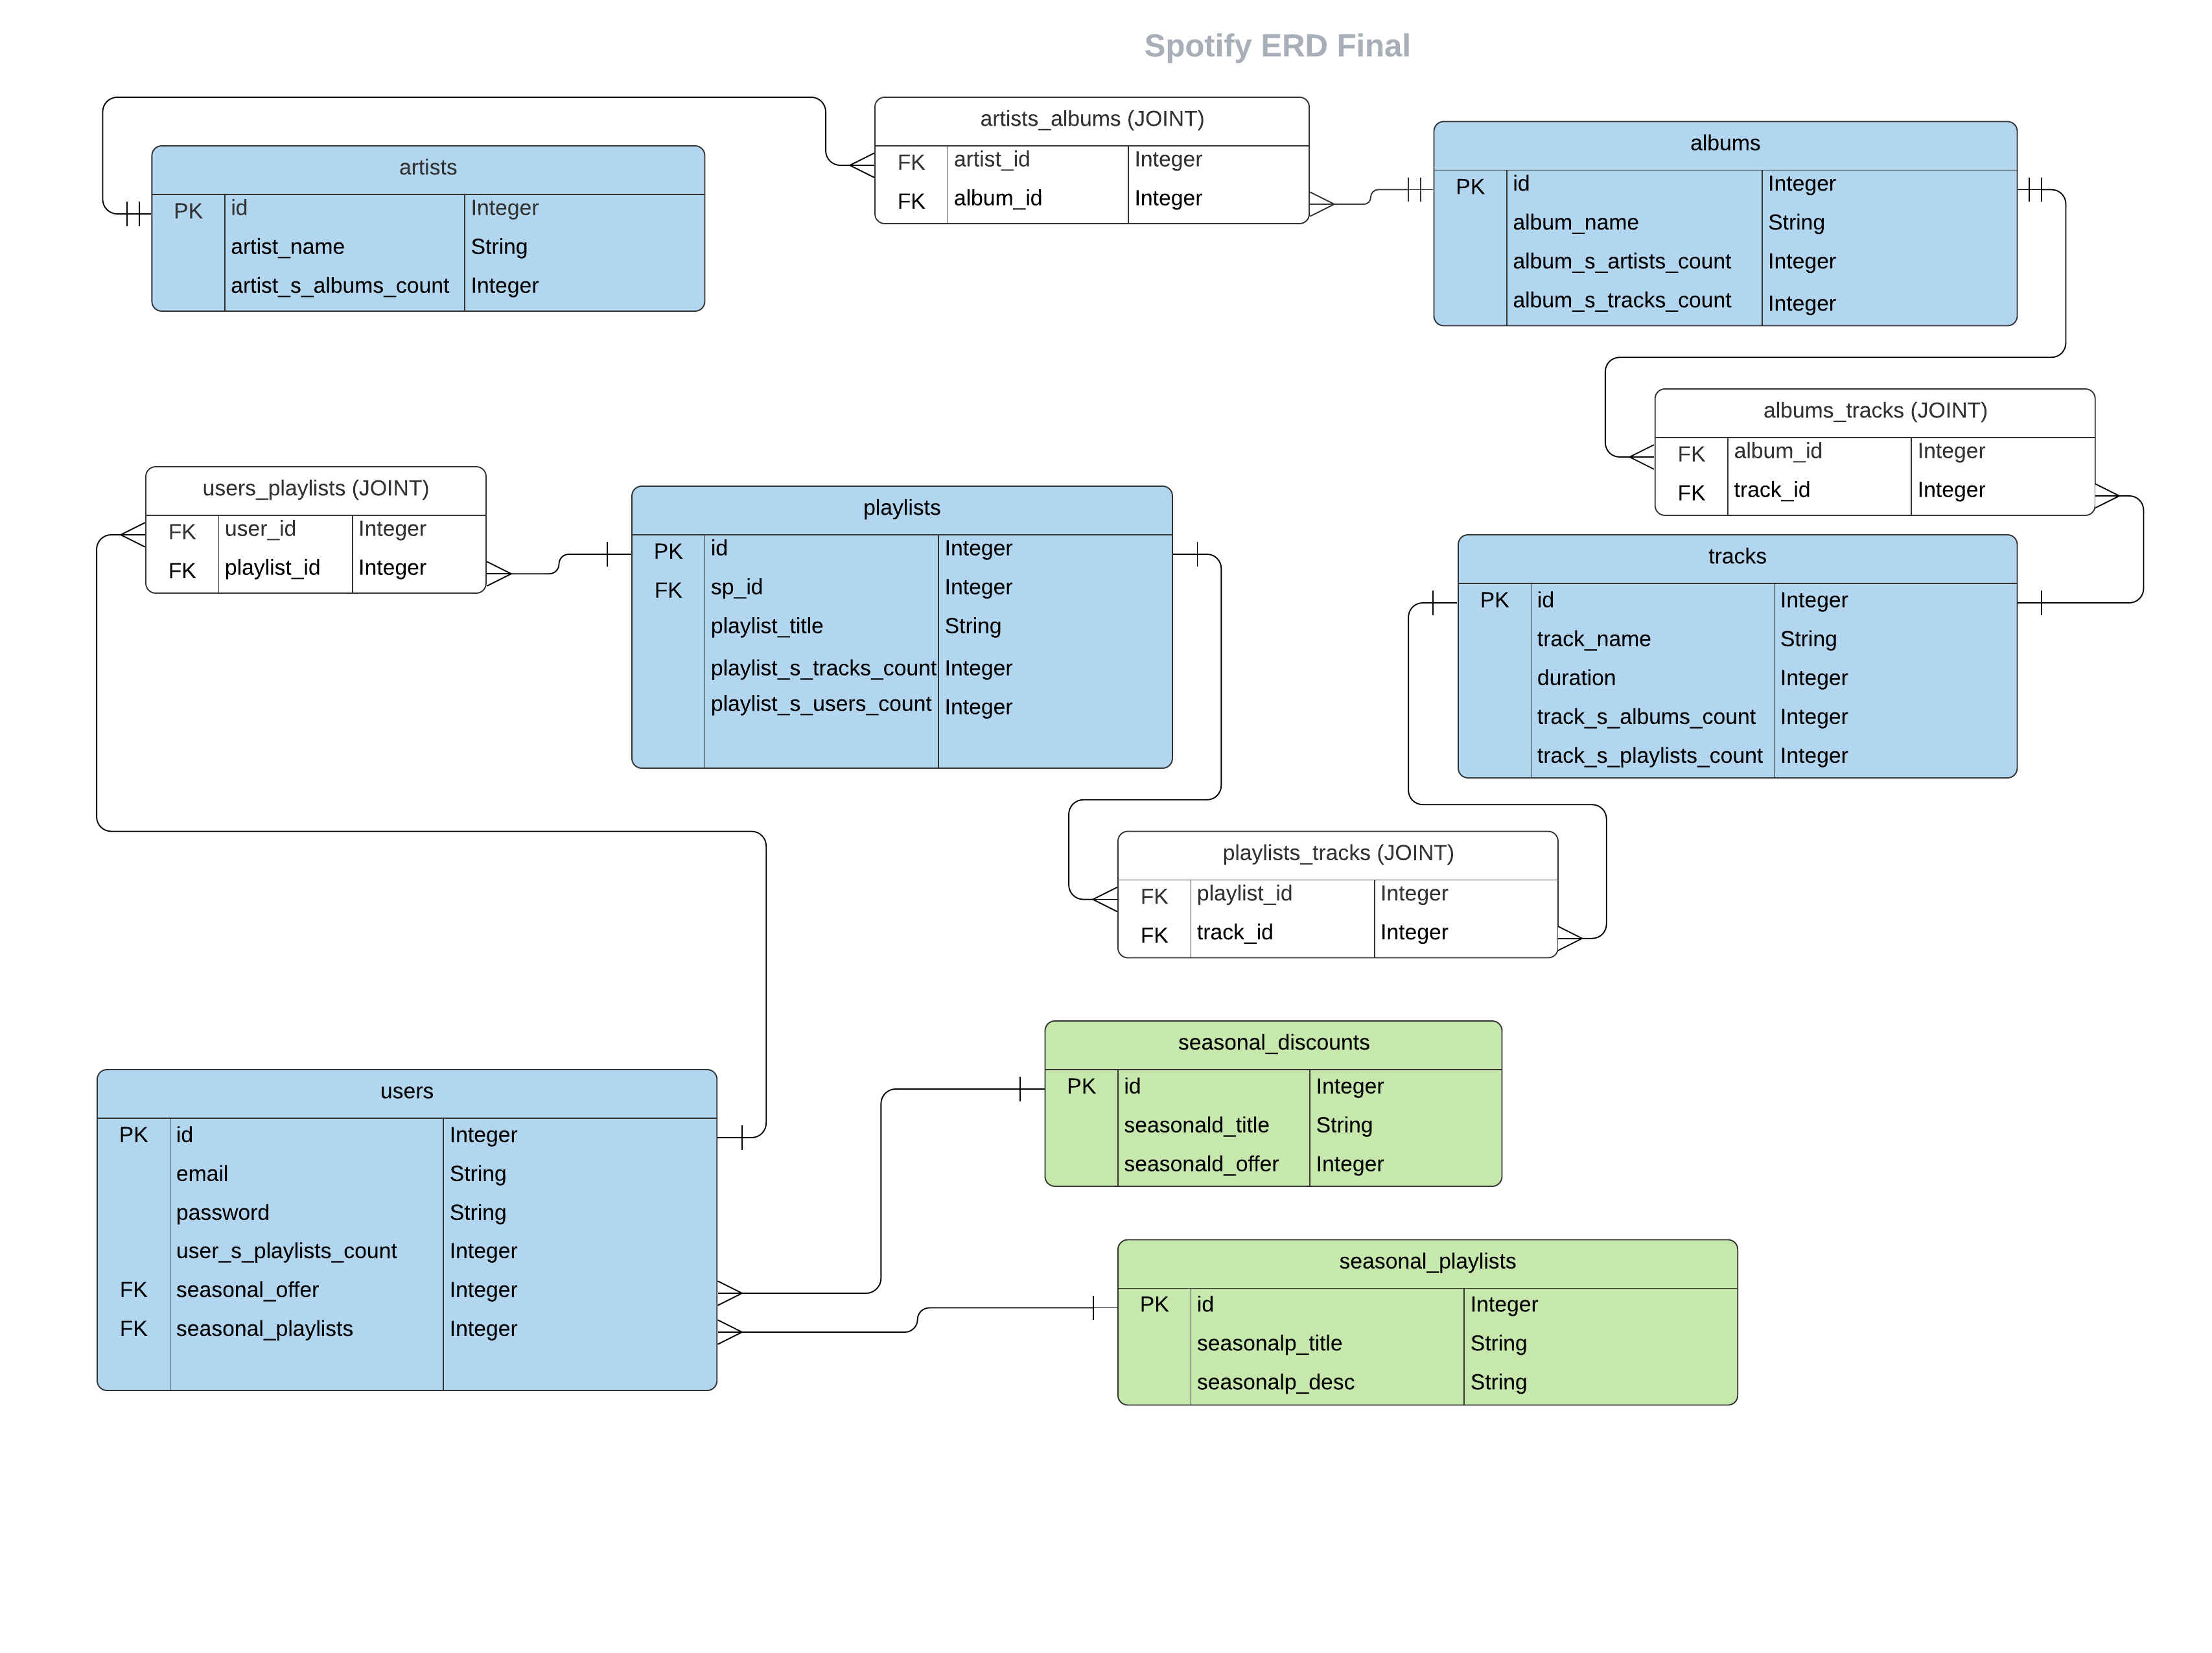 Spotify ERD Final
artists
PK id Integer
artist_name String
artist_s_albums_count Integer
artists_albums (JOINT)
FK artist_id Integer
FK album_id Integer
albums
PK id Integer
album_name String
album_s_artists_count Integer
album_s_tracks_count Integer
albums_tracks (JOINT)
FK album_id Integer
FK track_id Integer
users_playlists (JOINT)
FK user_id Integer
FK playlist_id Integer
playlists
PK id Integer
FK sp_id Integer
playlist_title String
playlist_s_tracks_count Integer
playlist_s_users_count Integer
tracks
PK id Integer
track_name String
duration Integer
track_s_albums_count Integer
track_s_playlists_count Integer
playlists_tracks (JOINT)
FK playlist_id Integer
FK track_id Integer
users
PK id Integer
email String
password String
user_s_playlists_count Integer
FK seasonal_offer Integer
FK seasonal_playlists Integer
seasonal_discounts
PK id Integer
seasonald_title String
seasonald_offer Integer
seasonal_playlists
PK id Integer
seasonalp_title String
seasonalp_desc String